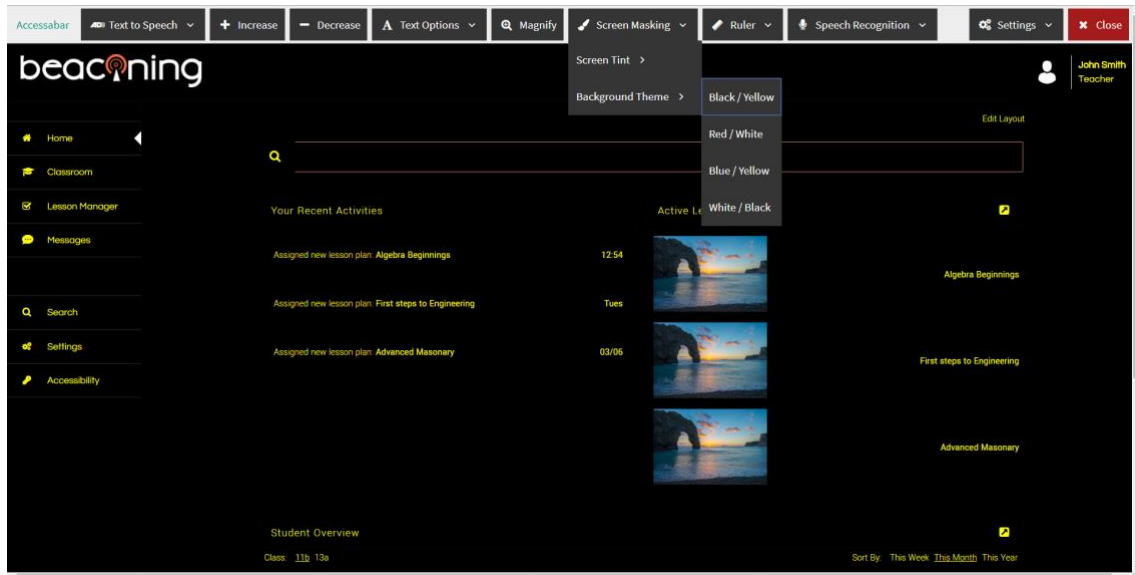 Accessabar Text to Speech Increase Decrease Text Options Magnify Screen Masking Ruler Speech Recognition Settings Close
Screen Tint
Background Theme
Black / Yellow
Red / White
Blue / Yellow
White / Black
beaconing
John Smith
Teacher
Edit Layout
Home
Classroom
Lesson Manager
Messages
Search
Settings
Accessibility
Your Recent Activities
Assigned new lesson plan: Algebra Beginnings 12:54
Assigned new lesson plan: First steps to Engineering Tues
Assigned new lesson plan: Advanced Masonary 03/06
Active Le
Algebra Beginnings
First steps to Engineering
Advanced Masonary
Student Overview
Class: 11b 13a
Sort By: This Week This Month This Year